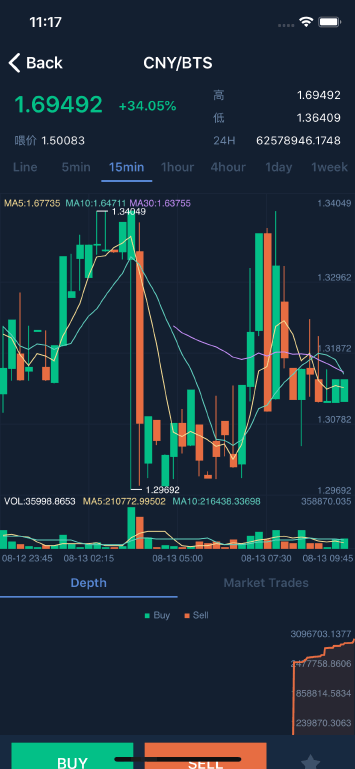 11:17
Back CNY/BTS
1.69492 +34.05% 高 1.69492
低 1.36409
喂价 1.50083 24H 62578946.1748
Line 5min 15min 1hour 4hour 1day 1week
MA5:1.67735 MA10:1.64711 MA30:1.63755 1.34049
1.34049
1.32962
1.31872
1.30782
1.29692 1.29692
VOL:35998.8653 MA5:210772.99502 MA10:216438.33698 358870.035
08-12 23:45 08-13 02:15 08-13 05:00 08-13 07:30 08-13 09:45
Depth Market Trades
Buy Sell
3096703.1377
2477758.8606
1858814.5834
1239870.3063
BUY SELL